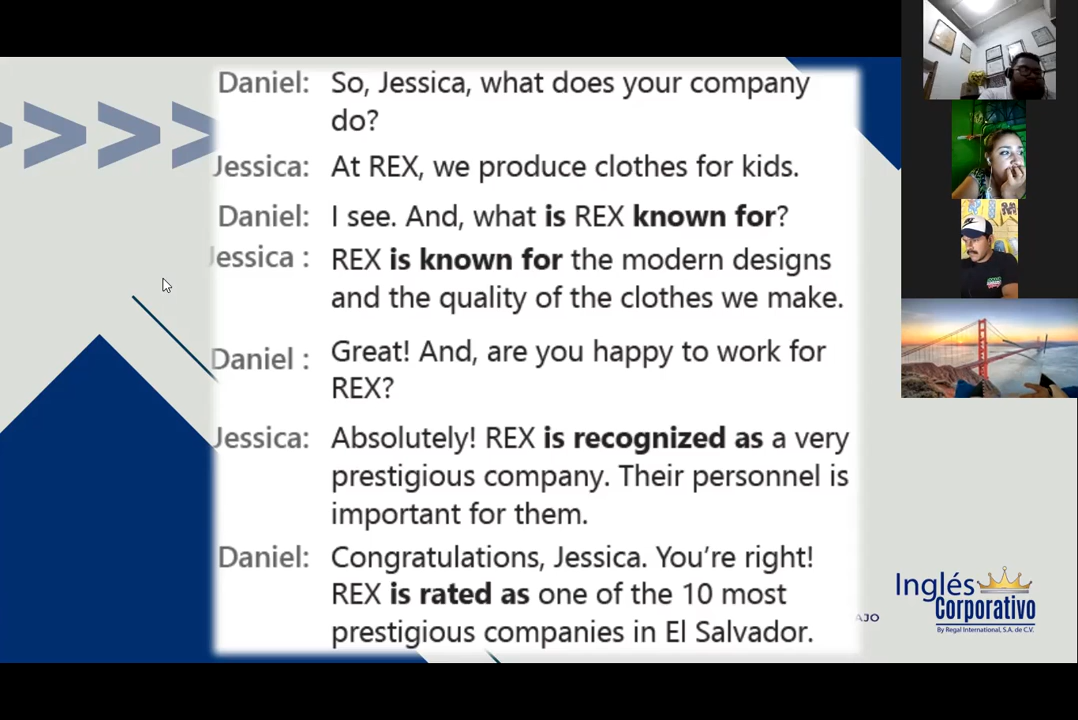 Daniel: So, Jessica, what does your company
do?
Jessica: At REX, we produce clothes for kids.
Daniel: I see. And, what is REX known for?
Jessica : REX is known for the modern designs
and the quality of the clothes we make.
Daniel : Great! And, are you happy to work for
REX?
Jessica: Absolutely! REX is recognized as a very
prestigious company. Their personnel is
important for them.
Daniel: Congratulations, Jessica. You're right!
REX is rated as one of the 10 most
prestigious companies in El Salvador.
AJO
Inglés
Corporativo
By Regal International, S.A. de C.V.